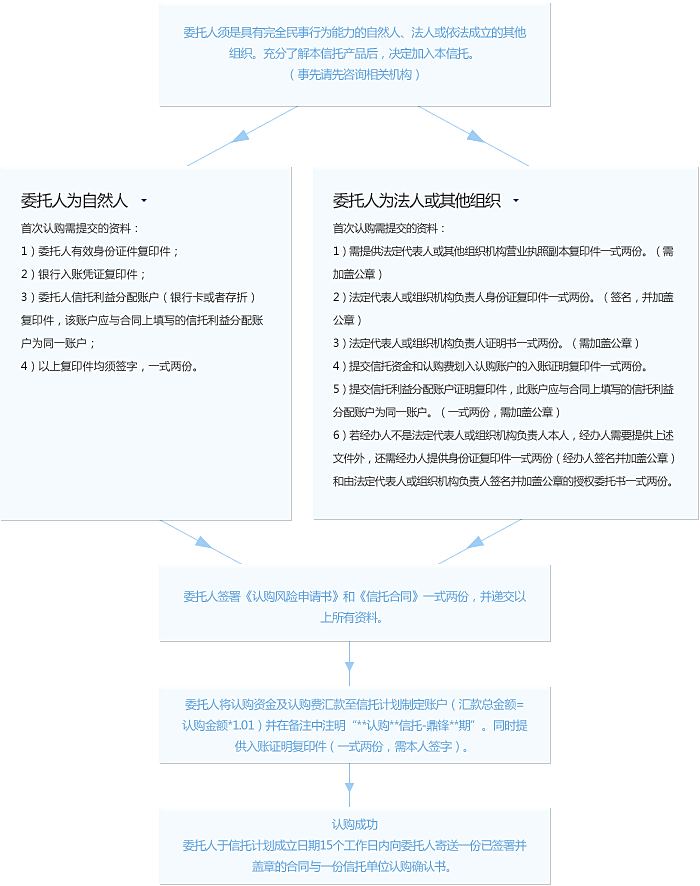 委托人须是具有完全民事行为能力的自然人、法人或依法成立的其他
组织。充分了解本信托产品后，决定加入本信托。
（事先请先咨询相关机构）
委托人为自然人
首次认购需提交的资料：
1）委托人有效身份证件复印件；
2）银行入账凭证复印件；
3）委托人信托利益分配账户（银行卡或者存折）
复印件，该账户应与合同上填写的信托利益分配账
户为同一账户；
4）以上复印件均须签字，一式两份。
委托人为法人或其他组织
首次认购需提交的资料：
1）需提供法定代表人或其他组织机构营业执照副本复印件一式两份。（需
加盖公章）
2）法定代表人或组织机构负责人身份证复印件一式两份。（签名，并加盖
公章）
3）法定代表人或组织机构负责人证明书一式两份。（需加盖公章）
4）提交信托资金和认购费划入认购账户的入账证明复印件一式两份。
5）提交信托利益分配账户证明复印件，此账户应与合同上填写的信托利益
分配账户为同一账户。（一式两份，需加盖公章）
6）若经办人不是法定代表人或组织机构负责人本人，经办人需要提供上述
文件外，还需经办人提供身份证复印件一式两份（经办人签名并加盖公章）
和由法定代表人或组织机构负责人签名并加盖公章的授权委托书一式两份。
委托人签署《认购风险申请书》和《信托合同》一式两份，并递交以
上所有资料。
委托人将认购资金及认购费汇款至信托计划制定账户（汇款总金额=
认购金额*1.01）并在备注中注明“**认购**信托-鼎锋**期”。同时提
供入账证明复印件（一式两份，需本人签字）。
认购成功
委托人于信托计划成立日期15个工作日内向委托人寄送一份已签署并
盖章的合同与一份信托单位认购确认书。